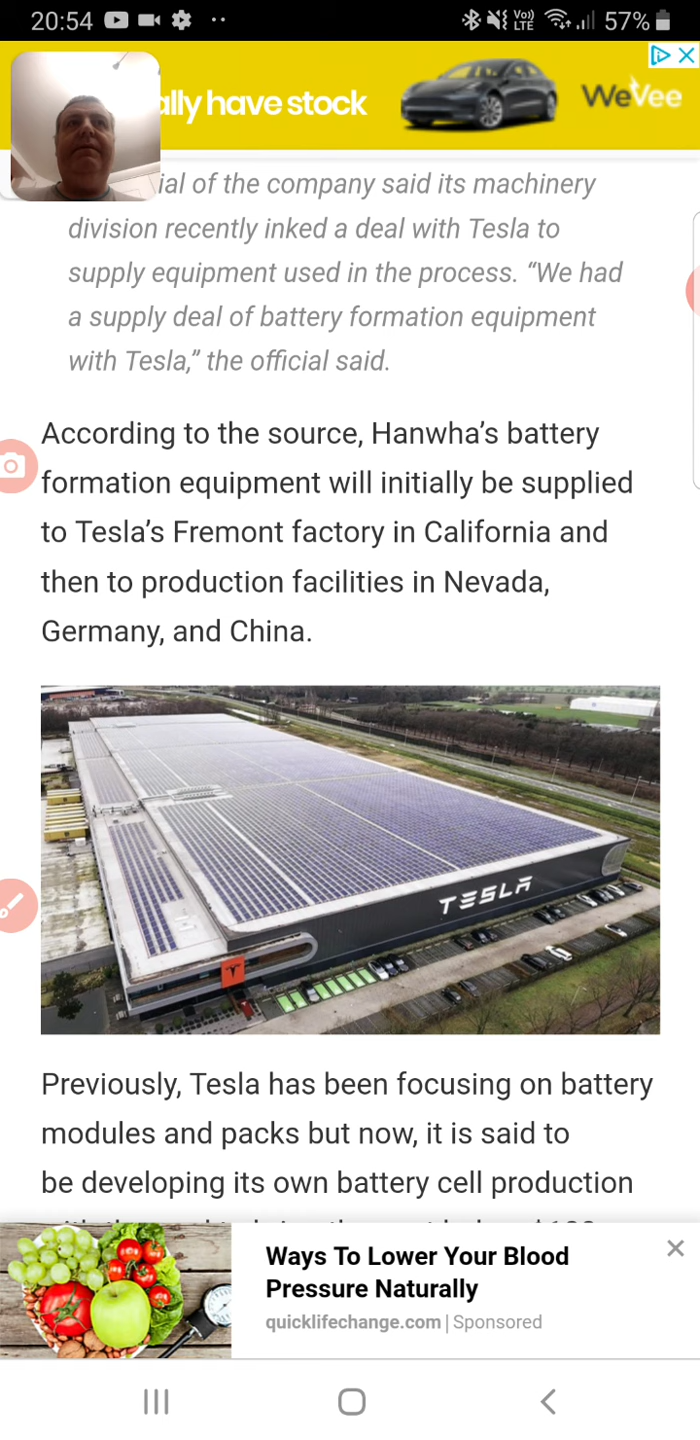 20:54
Vo))
LTE
57%
ally have stock
WeVee
ial of the company said its machinery
division recently inked a deal with Tesla to
supply equipment used in the process. “We had
a supply deal of battery formation equipment
with Tesla,” the official said.
According to the source, Hanwha’s battery
formation equipment will initially be supplied
to Tesla’s Fremont factory in California and
then to production facilities in Nevada,
Germany, and China.
TESLA
Previously, Tesla has been focusing on battery
modules and packs but now, it is said to
be developing its own battery cell production
Ways To Lower Your Blood
Pressure Naturally
quicklifechange.com | Sponsored